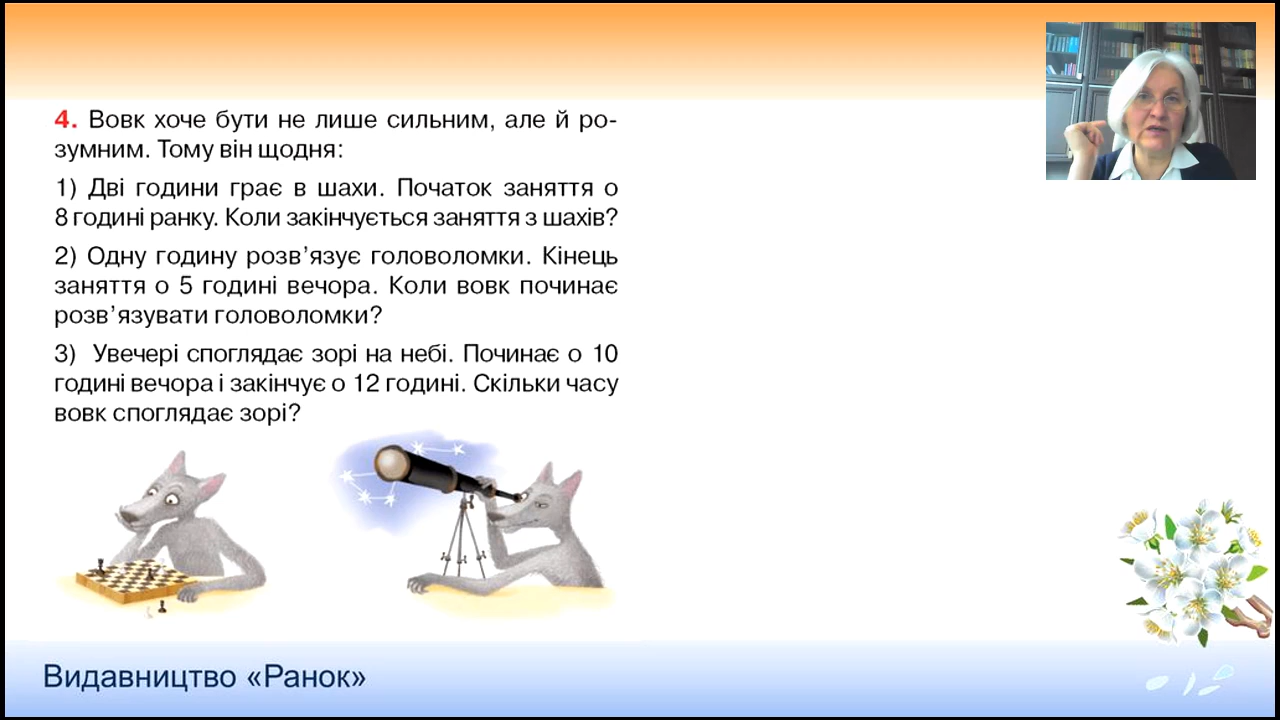 4. Вовк хоче бути не лише сильним, але й ро-
зумним. Тому він щодня:
1) Дві години грає в шахи. Початок заняття о
8 годині ранку. Коли закінчується заняття з шахів?
2) Одну годину розв’язує головоломки. Кінець
заняття о 5 годині вечора. Коли вовк починає
розв’язувати головоломки?
3) Увечері споглядає зорі на небі. Починає о 10
годині вечора і закінчує о 12 годині. Скільки часу
вовк споглядає зорі?
Видавництво «Ранок»